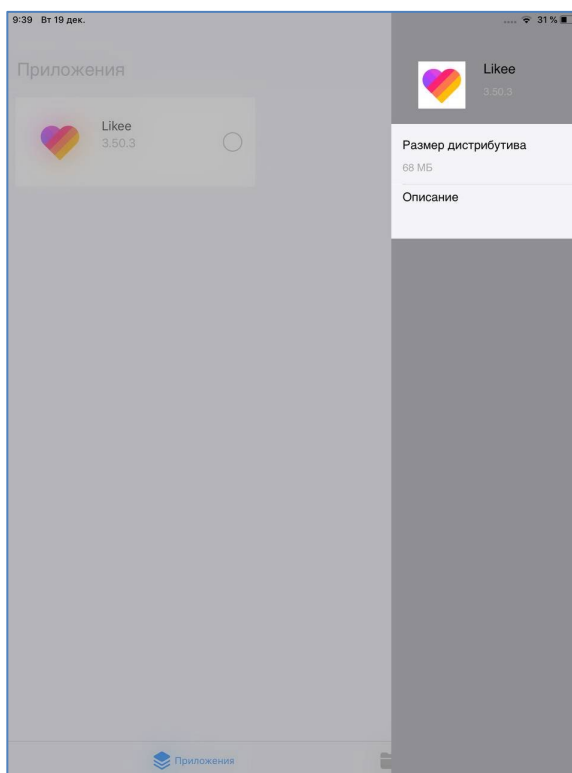 9:39 Вт 19 дек.
31 %
Приложения
Likee
3.50.3
Likee
3.50.3
Размер дистрибутива
68 МБ
Описание
Приложения